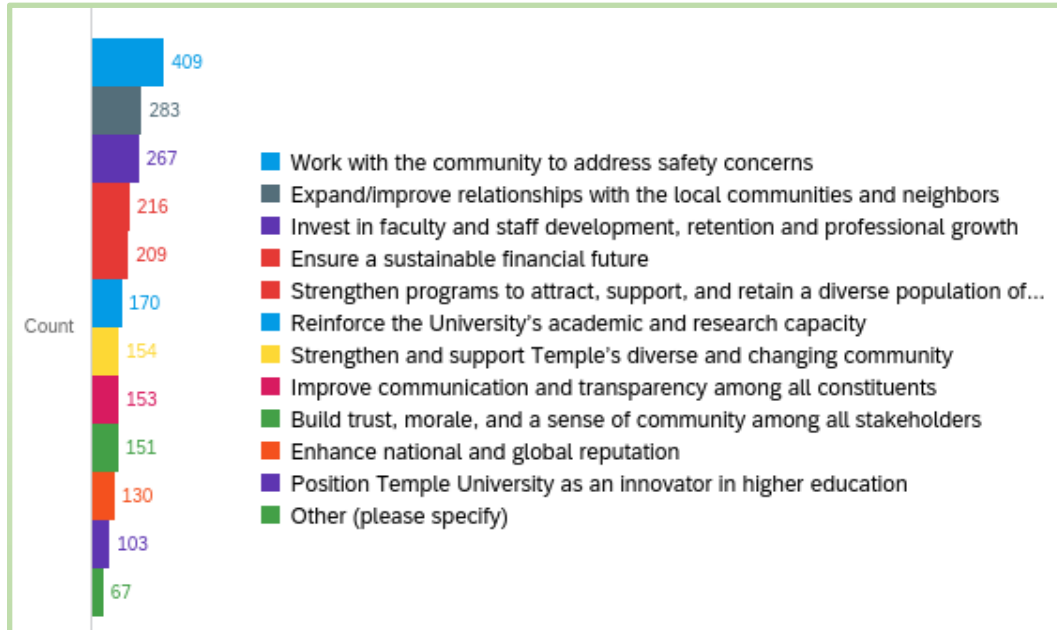 409
283
267
216
209
170
154
153
151
130
103
67
Count
Work with the community to address safety concerns
Expand/improve relationships with the local communities and neighbors
Invest in faculty and staff development, retention and professional growth
Ensure a sustainable financial future
Strengthen programs to attract, support, and retain a diverse population of...
Reinforce the University's academic and research capacity
Strengthen and support Temple's diverse and changing community
Improve communication and transparency among all constituents
Build trust, morale, and a sense of community among all stakeholders
Enhance national and global reputation
Position Temple University as an innovator in higher education
Other (please specify)